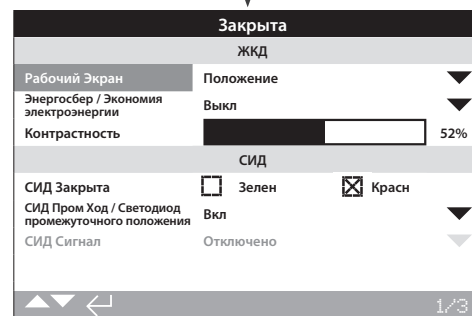 Закрыта
ЖКД
Рабочий Экран Положение
Энергосбер / Экономия
электроэнергии Выкл
Контрастность 52%
СИД
СИД Закрыта Зелен Красн
СИД Пром Ход / Светодиод
промежуточного положения Вкл
СИД Сигнал Отключено
1/3